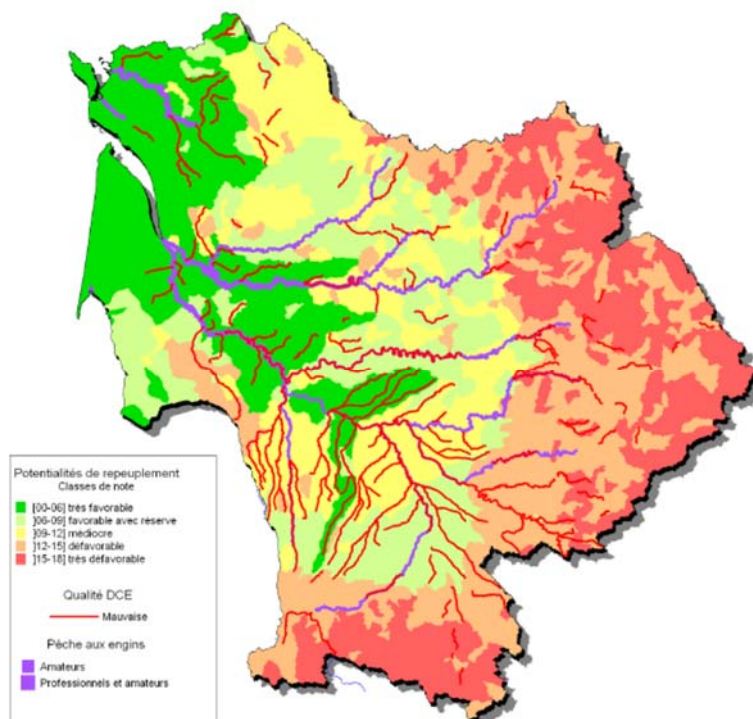 Potentialités de repeuplement
Classes de note
[00-06] très favorable
]06-09] favorable avec réserve
]09-12] médiocre
]12-15] défavorable
]15-18] très défavorable
Qualité DCE
Mauvaise
Pêche aux engins
Amateurs
Professionnels et amateurs